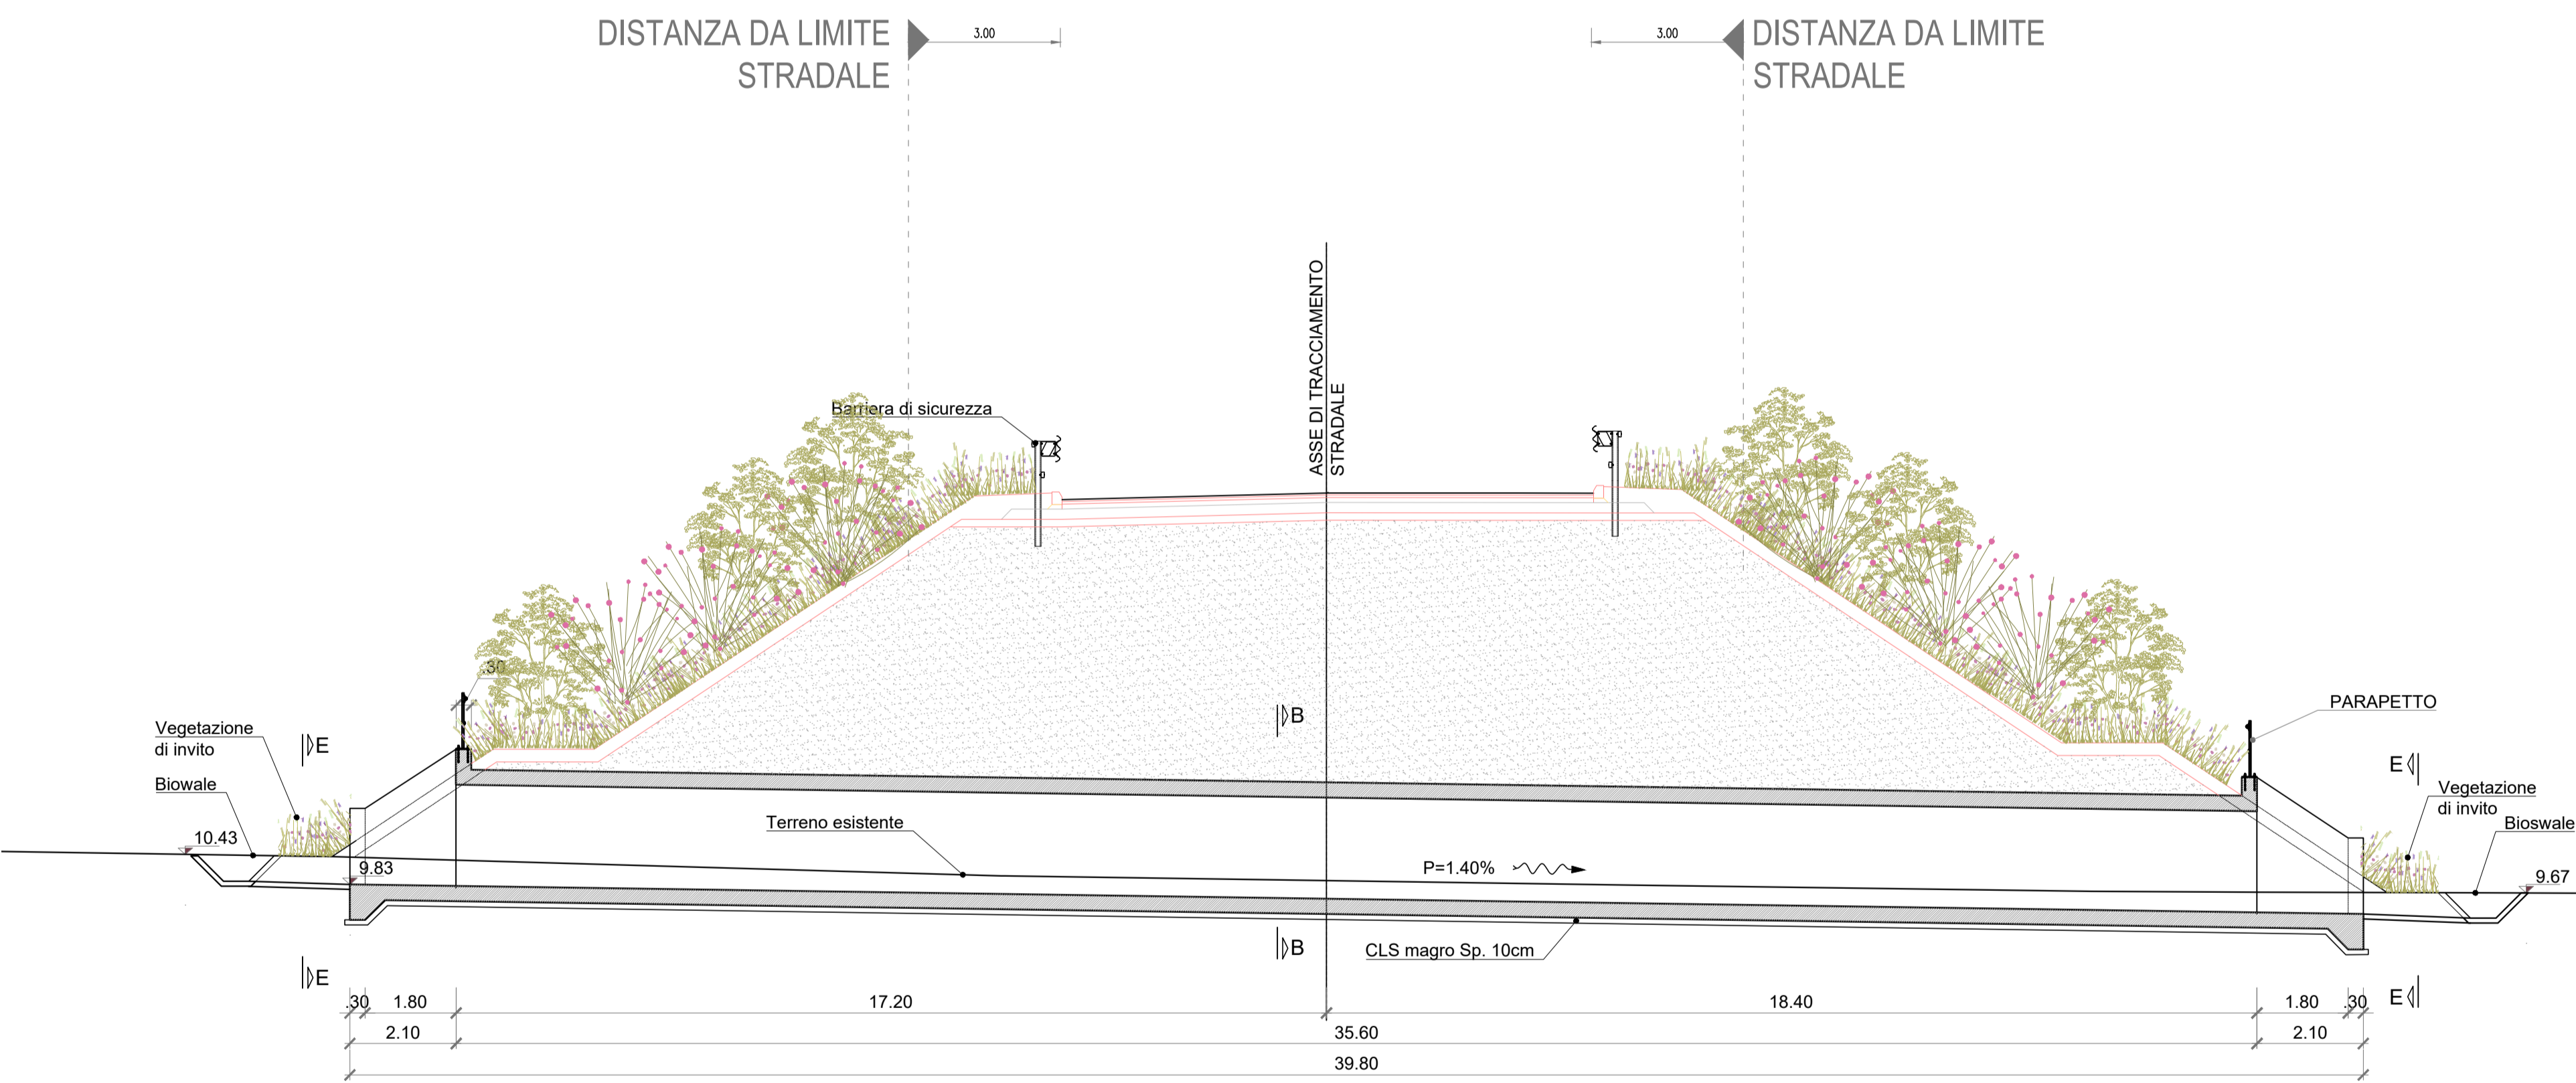 DISTANZA DA LIMITE
STRADALE
3.00
3.00
DISTANZA DA LIMITE
STRADALE
ASSE DI TRACCIAMENTO
STRADALE
Barriera di sicurezza
.30
Vegetazione
di invito
E
B
PARAPETTO
E
Biowale
Vegetazione
di invito
10.43
Terreno esistente
Bioswale
9.83
P=1.40%
9.67
B
CLS magro Sp. 10cm
E
E
.30
1.80
17.20
18.40
1.80
.30
2.10
35.60
2.10
39.80